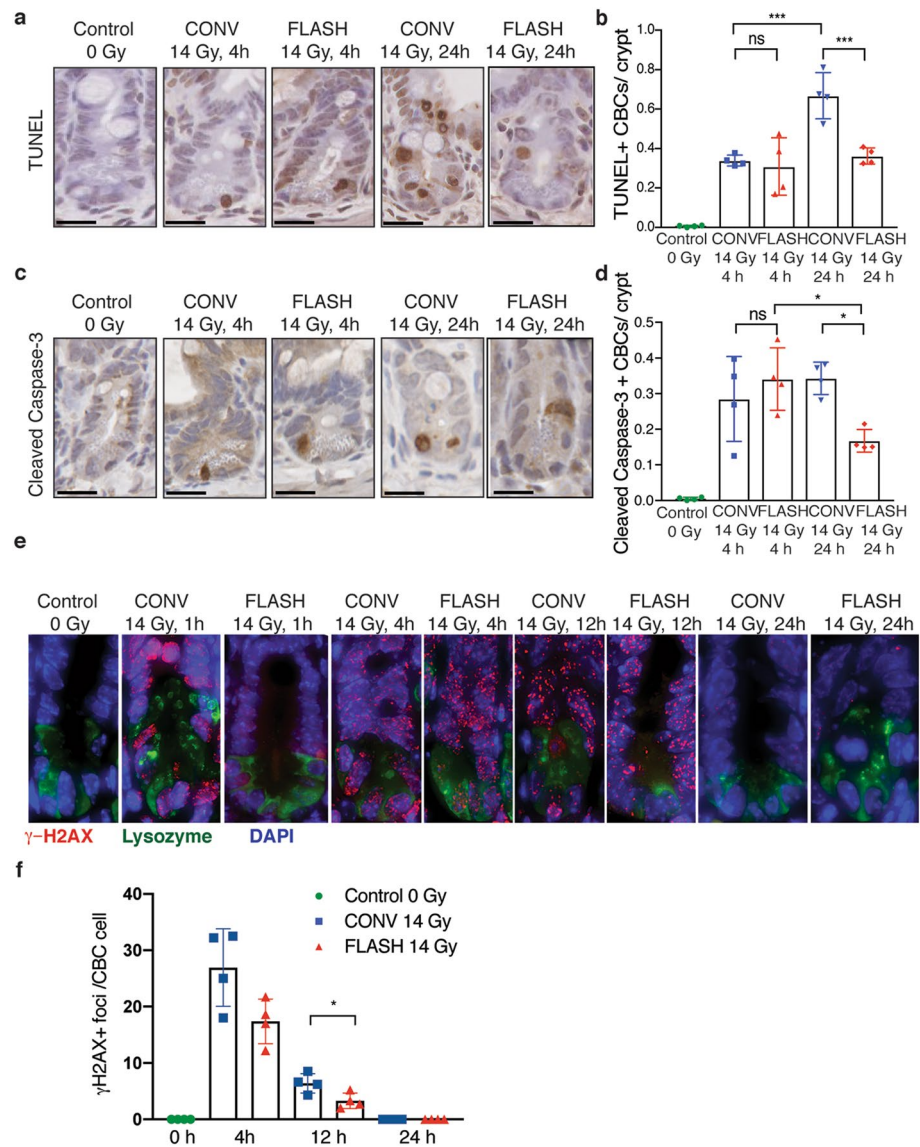 a
Control
0 Gy
CONV
14 Gy, 4h
FLASH
14 Gy, 4h
CONV
14 Gy, 24h
FLASH
14 Gy, 24h
TUNEL
b
TUNEL+ CBCs/ crypt
1.0
0.8
0.6
0.4
0.2
0.0
***
ns
***
Control
0 Gy
CONV
14 Gy
4 h
FLASH
14 Gy
4 h
CONV
14 Gy
24 h
FLASH
14 Gy
24 h
c
Control
0 Gy
CONV
14 Gy, 4h
FLASH
14 Gy, 4h
CONV
14 Gy, 24h
FLASH
14 Gy, 24h
Cleaved Caspase-3
d
Cleaved Caspase-3 + CBCs/ crypt
0.5
0.4
0.3
0.2
0.1
0.0
ns
*
*
Control
0 Gy
CONV
14 Gy
4 h
FLASH
14 Gy
4 h
CONV
14 Gy
24 h
FLASH
14 Gy
24 h
e
Control
0 Gy
CONV
14 Gy, 1h
FLASH
14 Gy, 1h
CONV
14 Gy, 4h
FLASH
14 Gy, 4h
CONV
14 Gy, 12h
FLASH
14 Gy, 12h
CONV
14 Gy, 24h
FLASH
14 Gy, 24h
γ-H2AX Lysozyme DAPI
f
γH2AX+ foci /CBC cell
40
30
20
10
0
Control 0 Gy
CONV 14 Gy
FLASH 14 Gy
*
0 h 4h 12 h 24 h